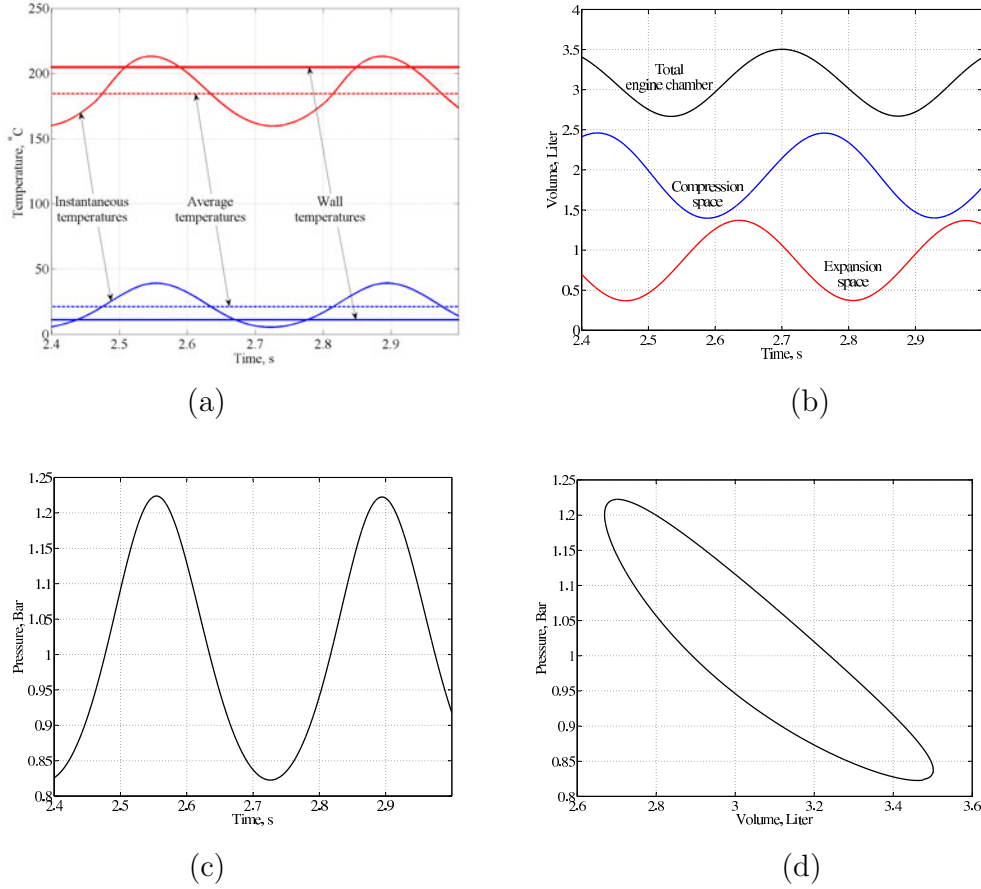 250
200
150
100
50
0
Temperature, °C
Instantaneous
temperatures
Average
temperatures
Wall
temperatures
2.4 2.5 2.6 2.7 2.8 2.9
Time, s
(a)
4
3.5
3
2.5
2
1.5
1
0.5
0
Volume, Liter
Total
engine chamber
Compression
space
Expansion
space
2.4 2.5 2.6 2.7 2.8 2.9
Time, s
(b)
1.25
1.2
1.15
1.1
1.05
1
0.95
0.9
0.85
0.8
Pressure, Bar
2.4 2.5 2.6 2.7 2.8 2.9
Time, s
(c)
1.25
1.2
1.15
1.1
1.05
1
0.95
0.9
0.85
0.8
Pressure, Bar
2.6 2.8 3 3.2 3.4 3.6
Volume, Liter
(d)